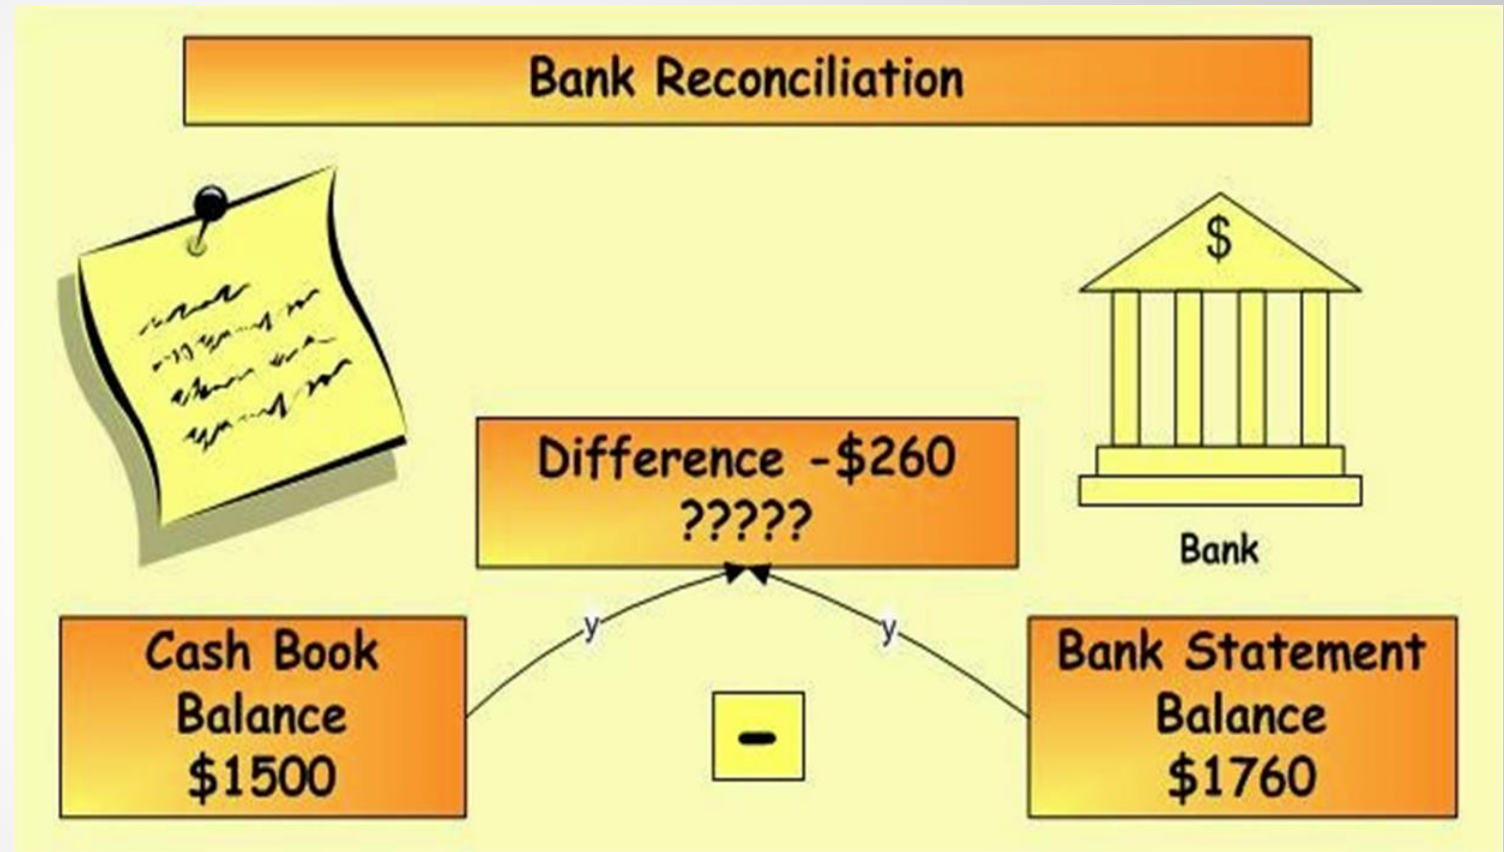 Bank Reconciliation
$
Difference -$260
?????
Bank
y
y
Cash Book
Balance
$1500
-
Bank Statement
Balance
$1760